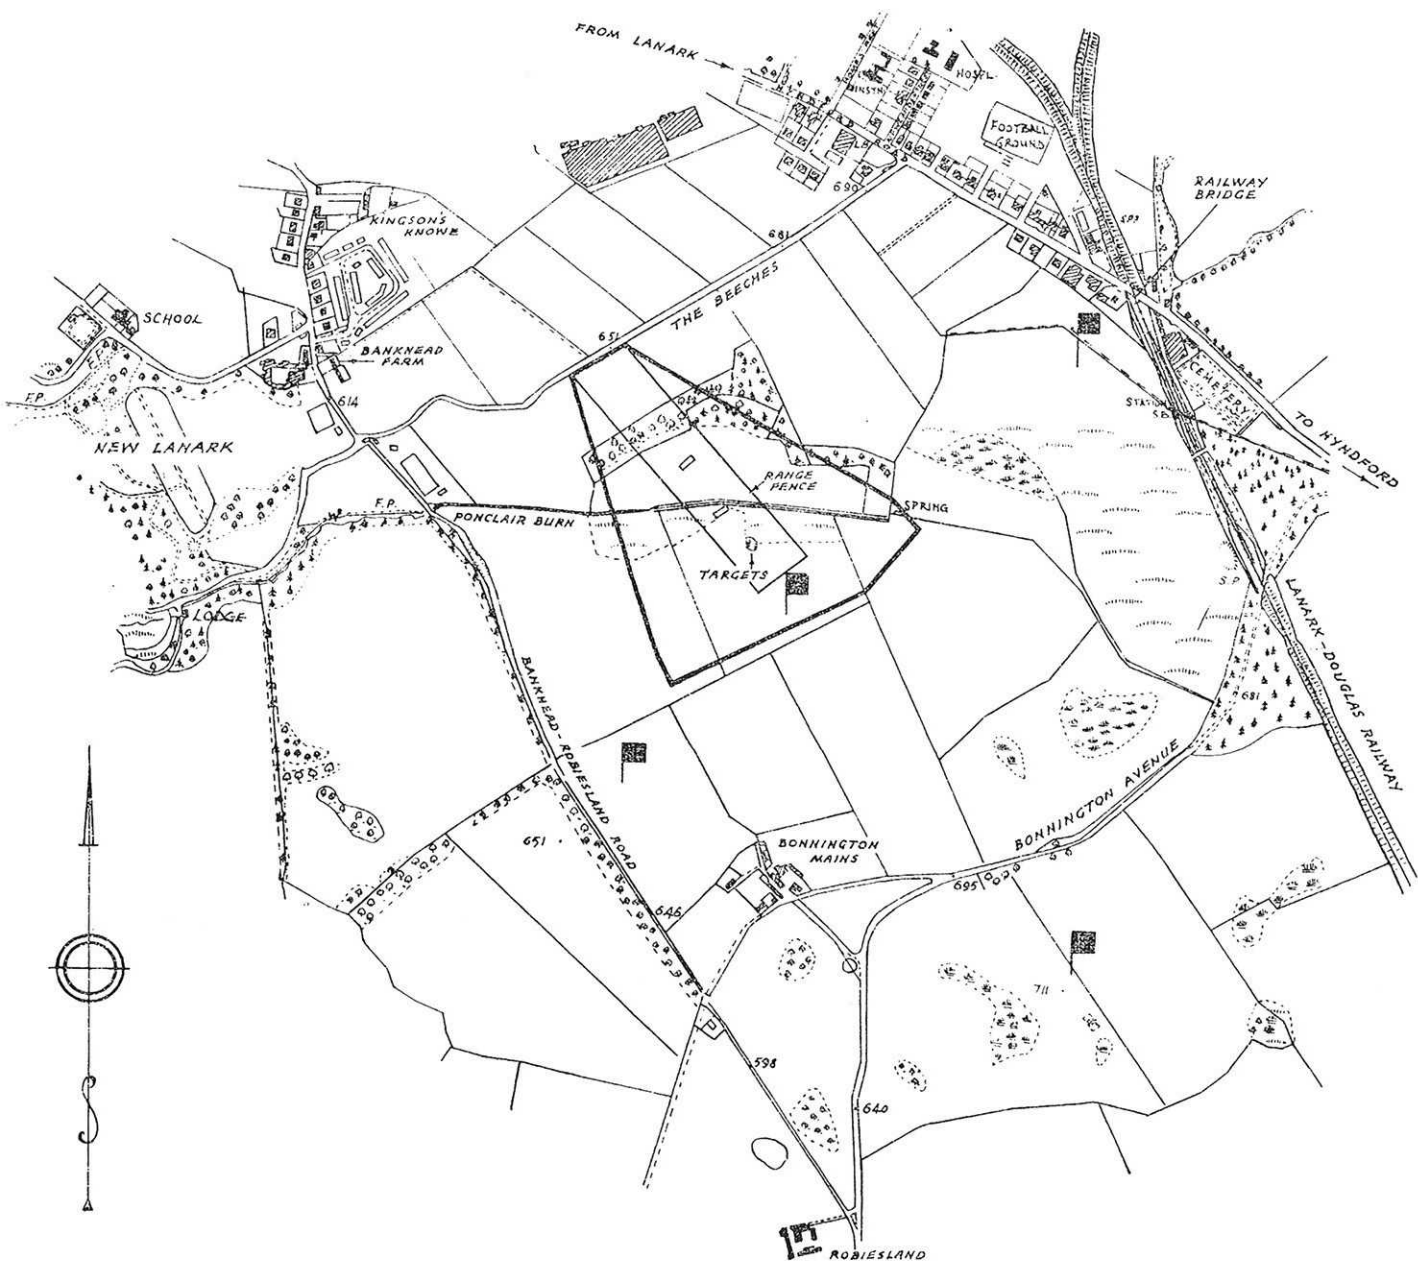 FROM LANARK
HOSPL.
FOOTBALL
GROUND
L.B.
690
RAILWAY
BRIDGE
KINGSON'S
KNOWE
681
THE BEECHES
SCHOOL
651
BANKHEAD
FARM
CEMETERY
F.P.
F.P.
614
STATION
S.B.
TO HYNDFORD
NEW LANARK
RANGE
FENCE
F.P.
PONCLAIR BURN
SPRING
TARGETS
S.P.
LODGE
LANARK-DOUGLAS RAILWAY
BANKHEAD-ROBIESLAND ROAD
681
BONNINGTON AVENUE
651
BONNINGTON
MAINS
695
646
711
598
640
S
ROBIESLAND